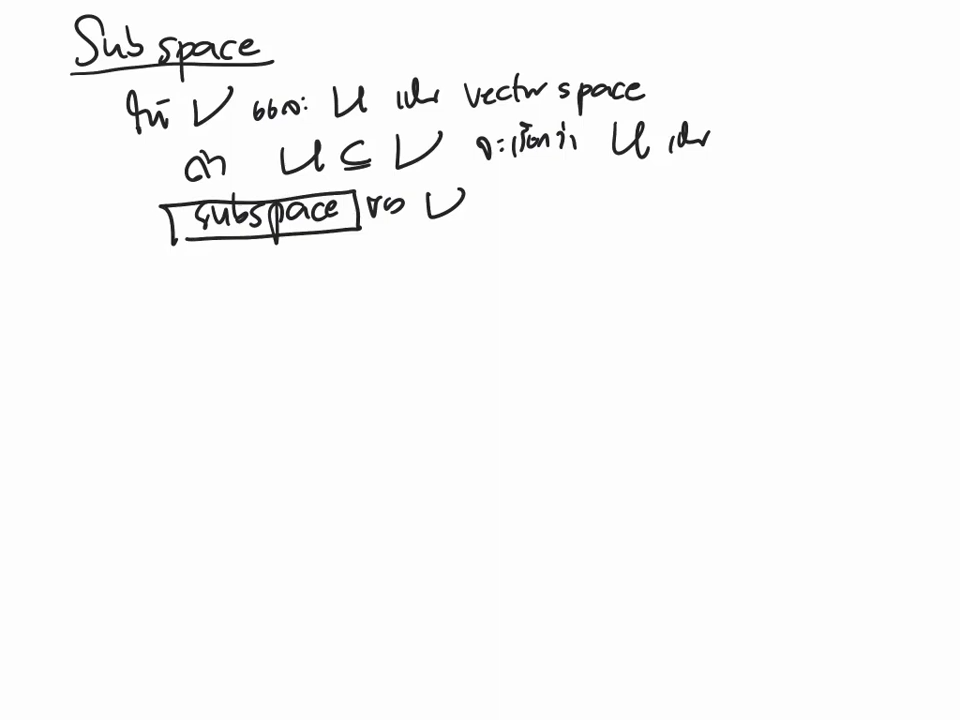 Subspace
ให้ V และ U เป็น vector space
ถ้า U ⊆ V จะเรียกว่า U เป็น
subspace ของ V